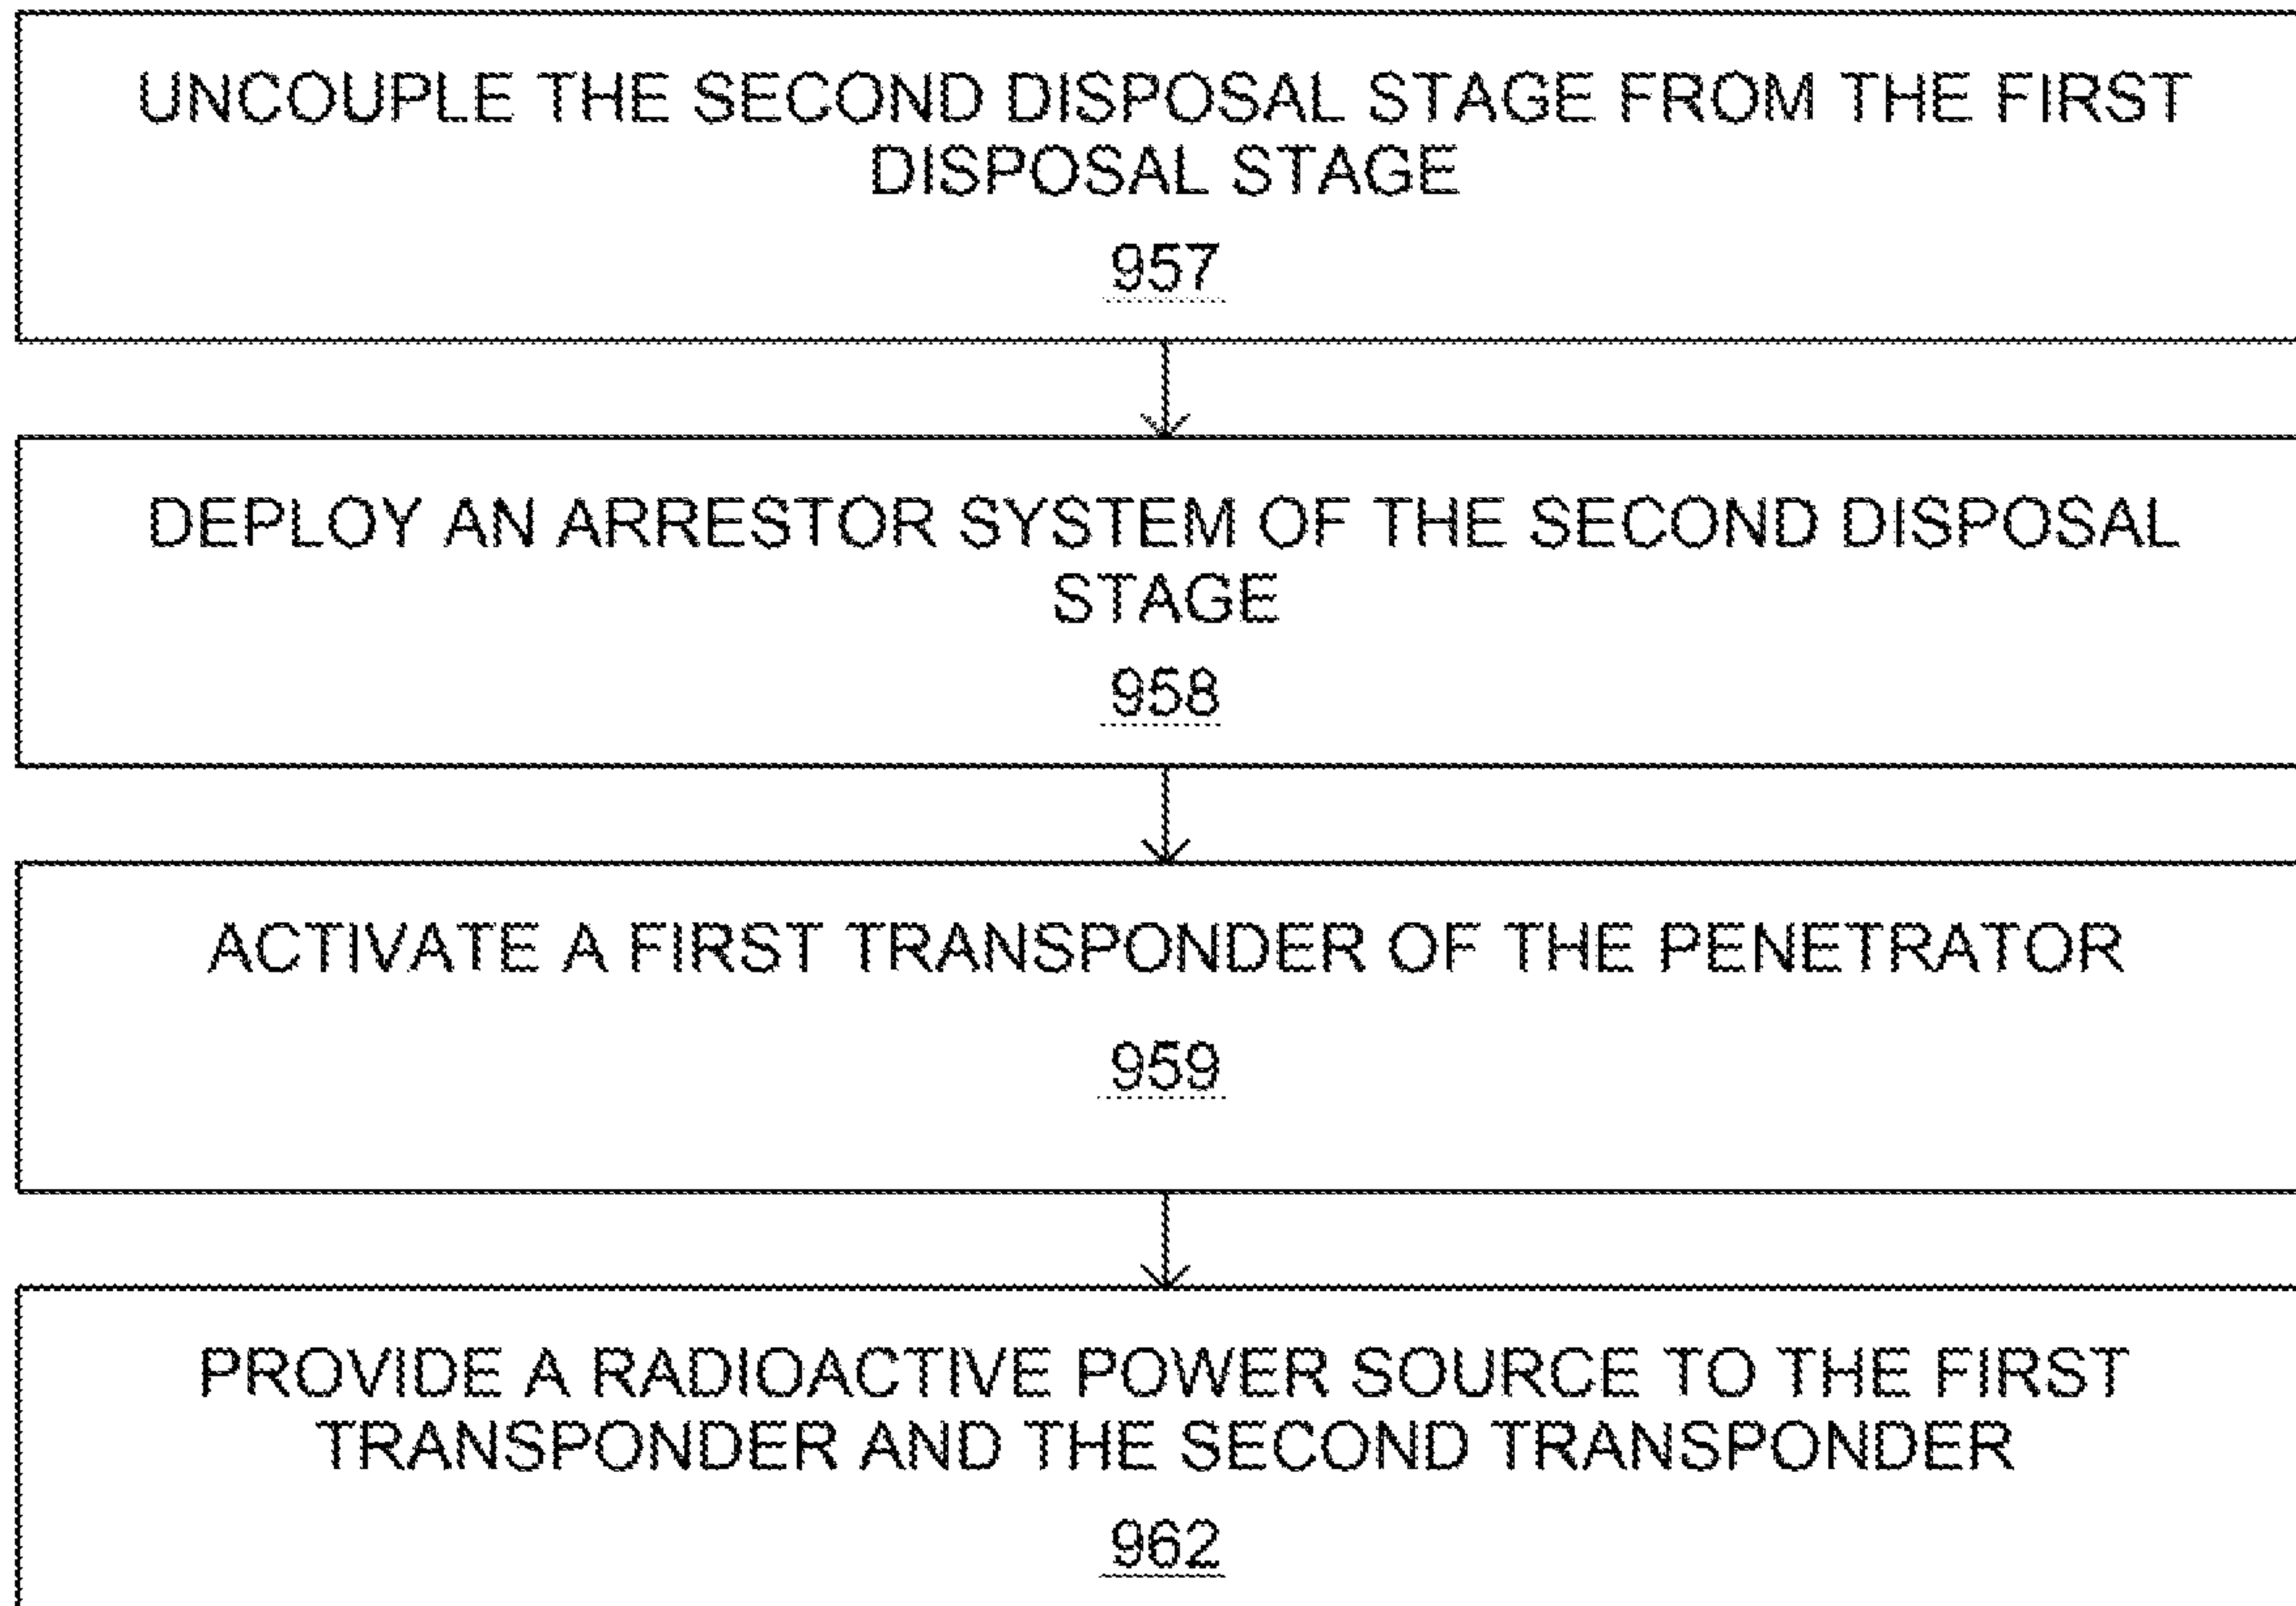 UNCOUPLE THE SECOND DISPOSAL STAGE FROM THE FIRST
DISPOSAL STAGE
957
DEPLOY AN ARRESTOR SYSTEM OF THE SECOND DISPOSAL
STAGE
958
ACTIVATE A FIRST TRANSPONDER OF THE PENETRATOR
959
PROVIDE A RADIOACTIVE POWER SOURCE TO THE FIRST
TRANSPONDER AND THE SECOND TRANSPONDER
962